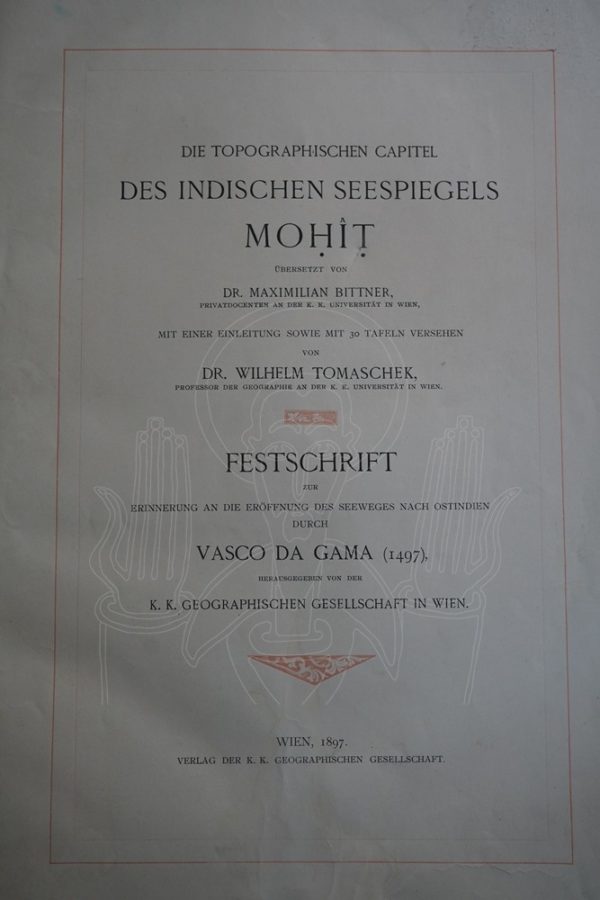 DIE TOPOGRAPHISCHEN CAPITEL
DES INDISCHEN SEESPIEGELS
MOḤÎṬ
ÜBERSETZT VON
DR. MAXIMILIAN BITTNER,
PRIVATDOCENTEN AN DER K. K. UNIVERSITÄT IN WIEN,
MIT EINER EINLEITUNG SOWIE MIT 30 TAFELN VERSEHEN
VON
DR. WILHELM TOMASCHEK,
PROFESSOR DER GEOGRAPHIE AN DER K. K. UNIVERSITÄT IN WIEN.
FESTSCHRIFT
ZUR
ERINNERUNG AN DIE ERÖFFNUNG DES SEEWEGES NACH OSTINDIEN
DURCH
VASCO DA GAMA (1497),
HERAUSGEGEBEN VON DER
K. K. GEOGRAPHISCHEN GESELLSCHAFT IN WIEN.
WIEN, 1897.
VERLAG DER K. K. GEOGRAPHISCHEN GESELLSCHAFT.